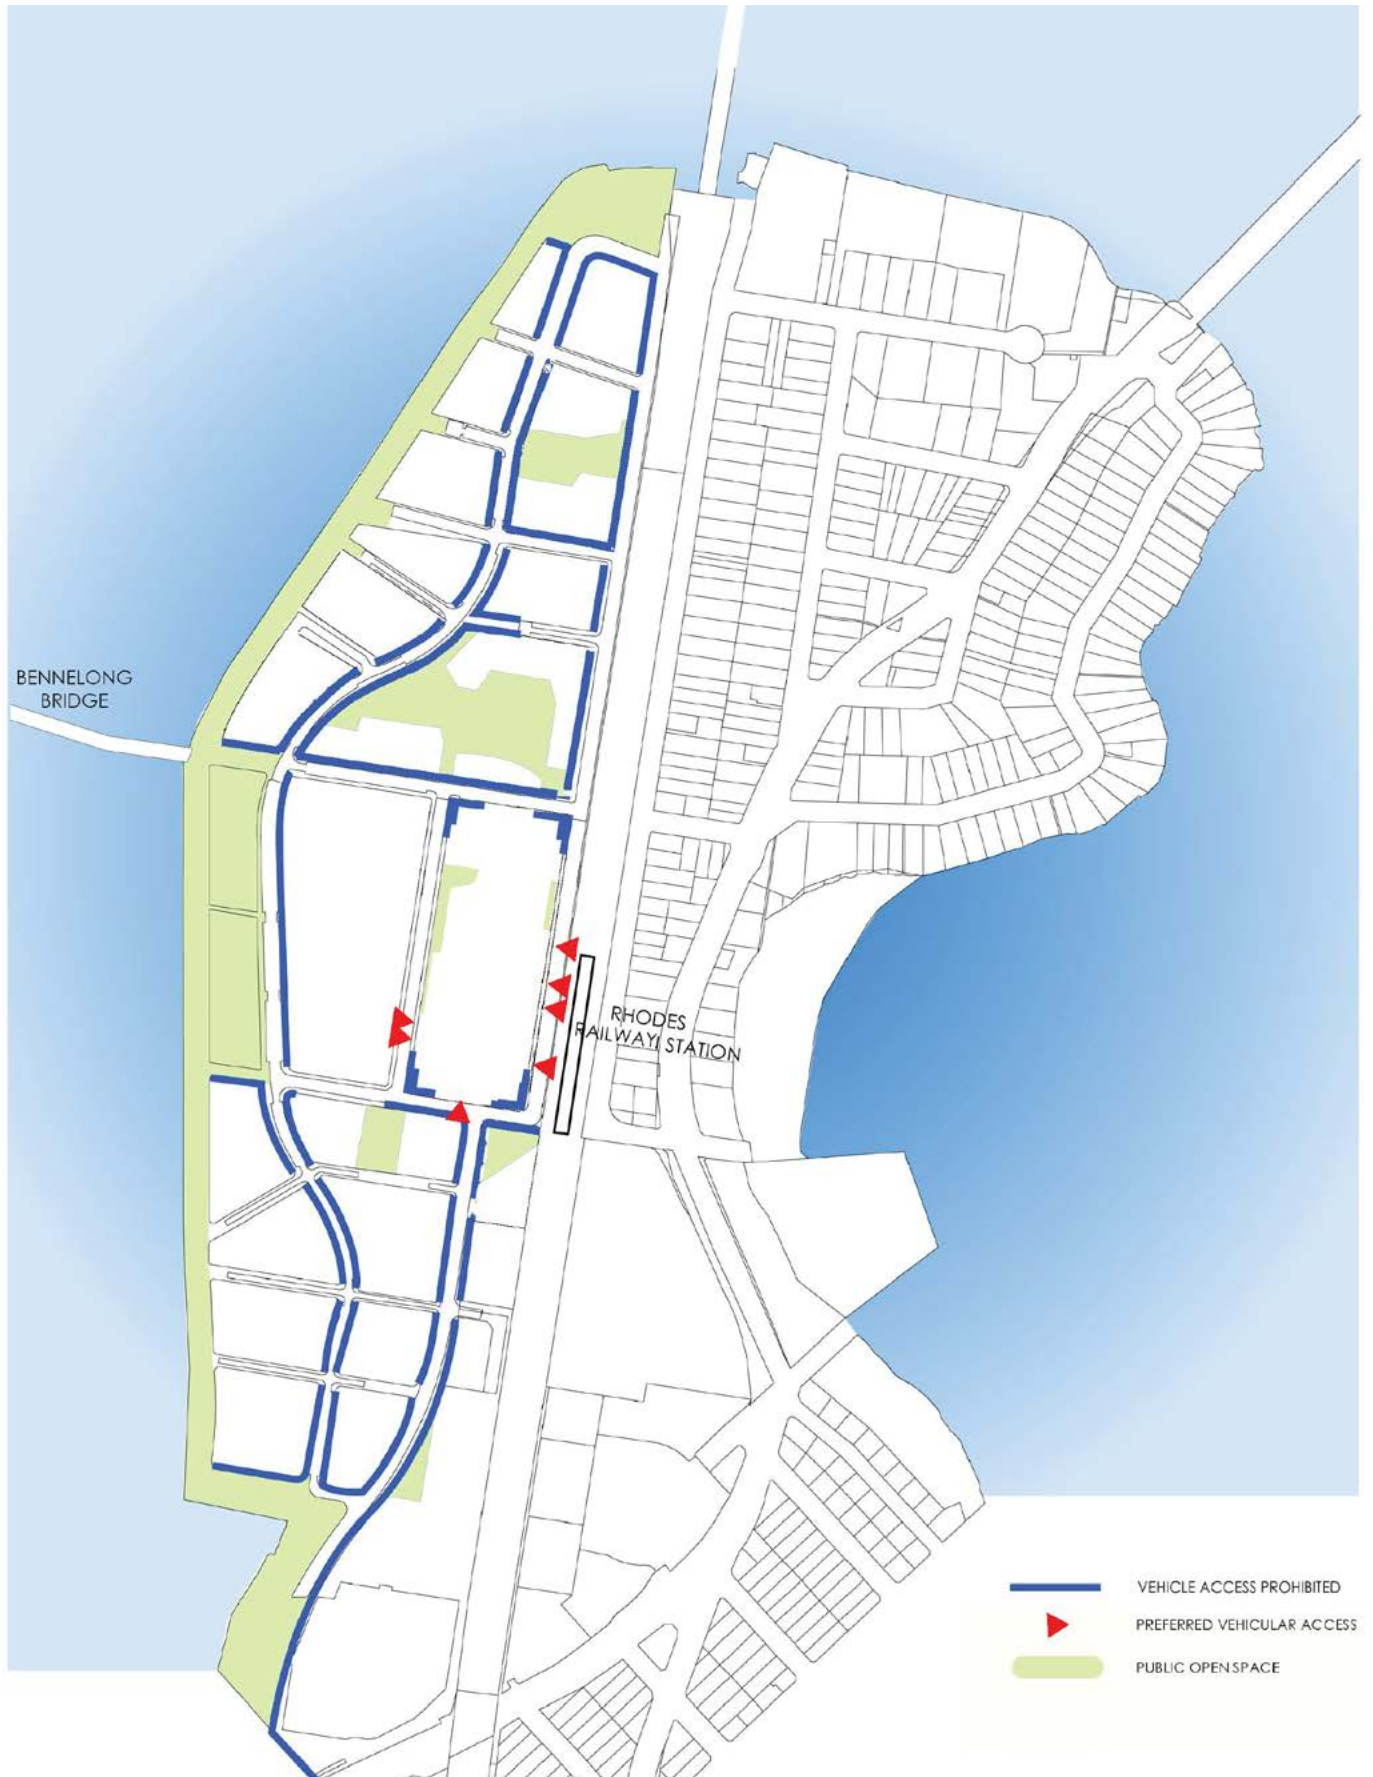 BENNELONG
BRIDGE
RHODES
RAILWAY STATION
VEHICLE ACCESS PROHIBITED
PREFERRED VEHICULAR ACCESS
PUBLIC OPEN SPACE